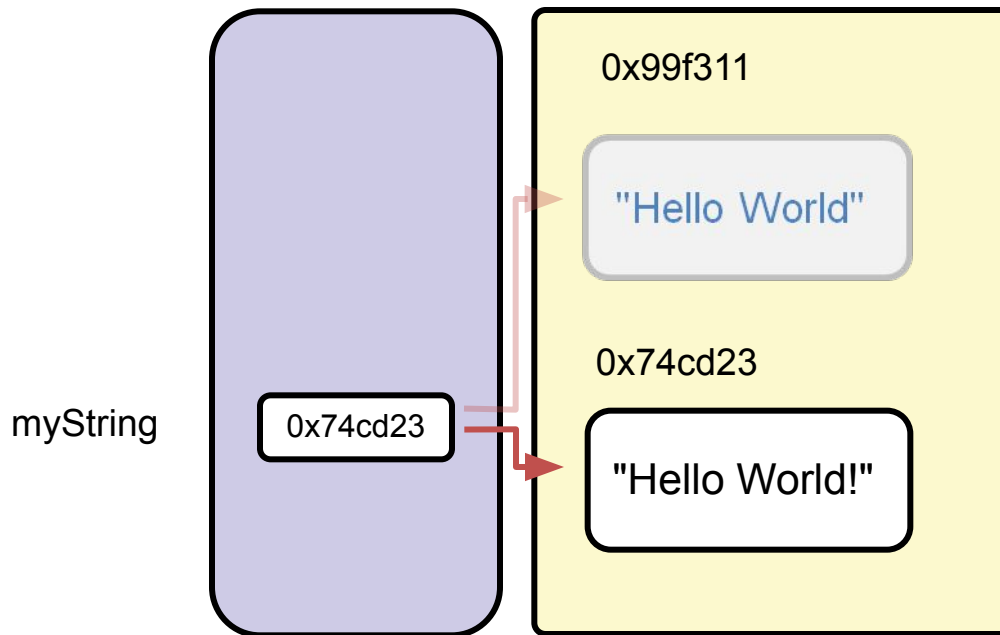 0x99f311
"Hello World"
0x74cd23
myString
0x74cd23
"Hello World!"